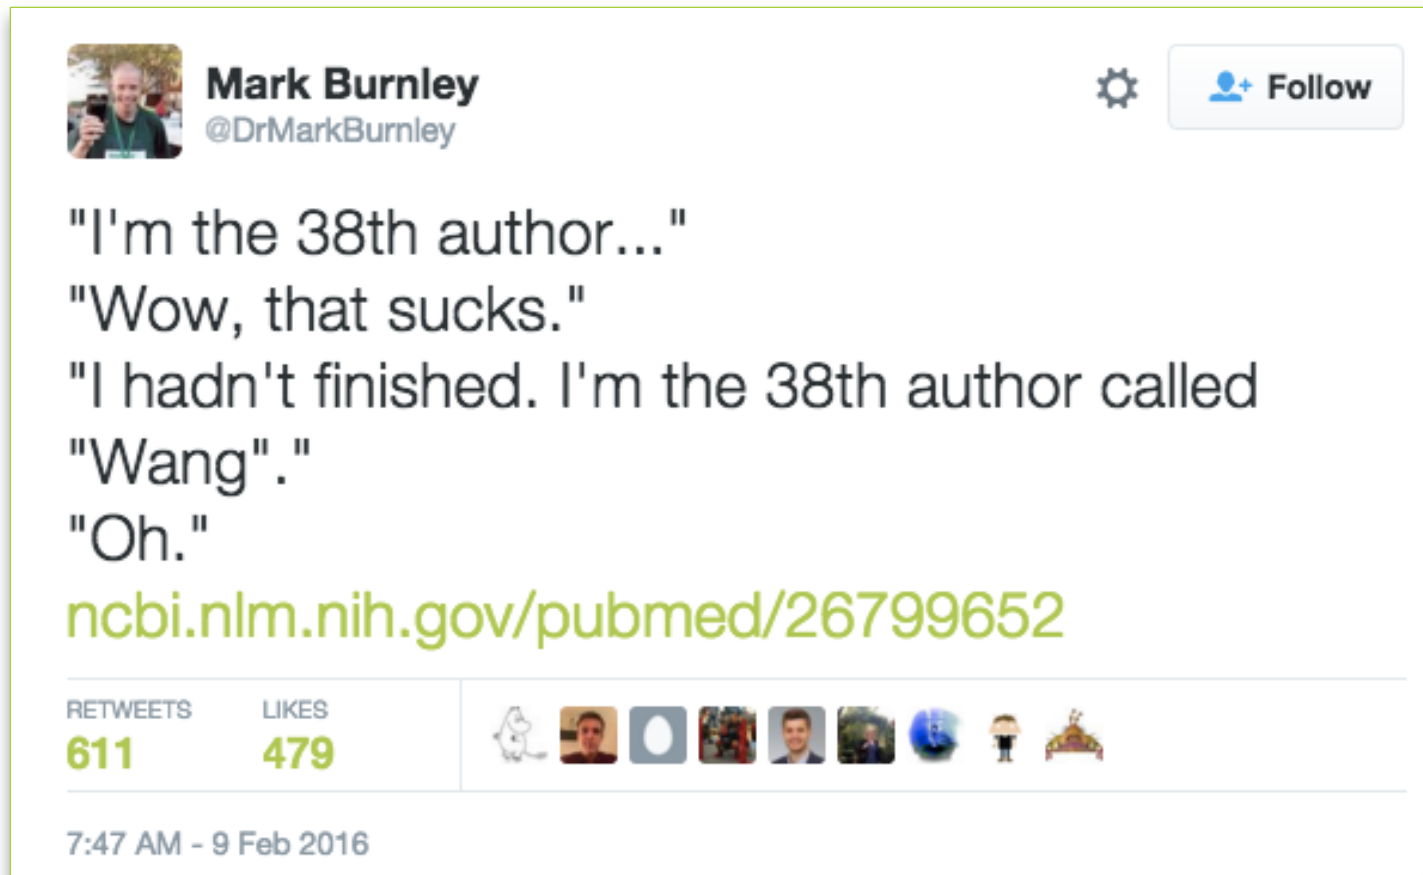 Mark Burnley
@DrMarkBurnley
Follow
"I'm the 38th author..."
"Wow, that sucks."
"I hadn't finished. I'm the 38th author called
"Wang"."
"Oh."
ncbi.nlm.nih.gov/pubmed/26799652
RETWEETS LIKES
611 479
7:47 AM - 9 Feb 2016